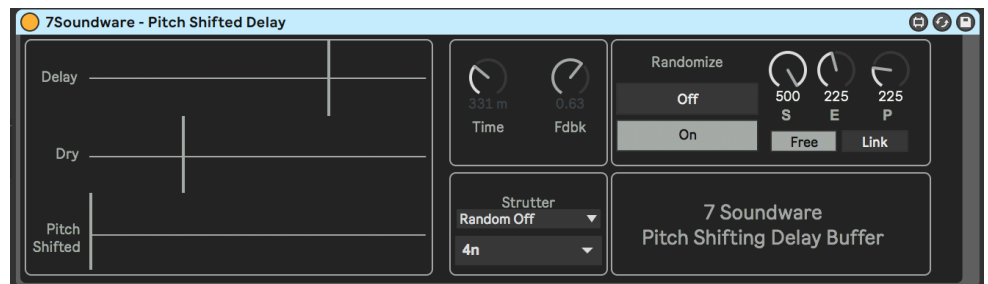 7Soundware - Pitch Shifted Delay
Delay
Dry
Pitch
Shifted
331 m
0.63
Time
Fdbk
Strutter
Random Off
4n
Randomize
Off
On
500
225
225
S
E
P
Free
Link
7 Soundware
Pitch Shifting Delay Buffer